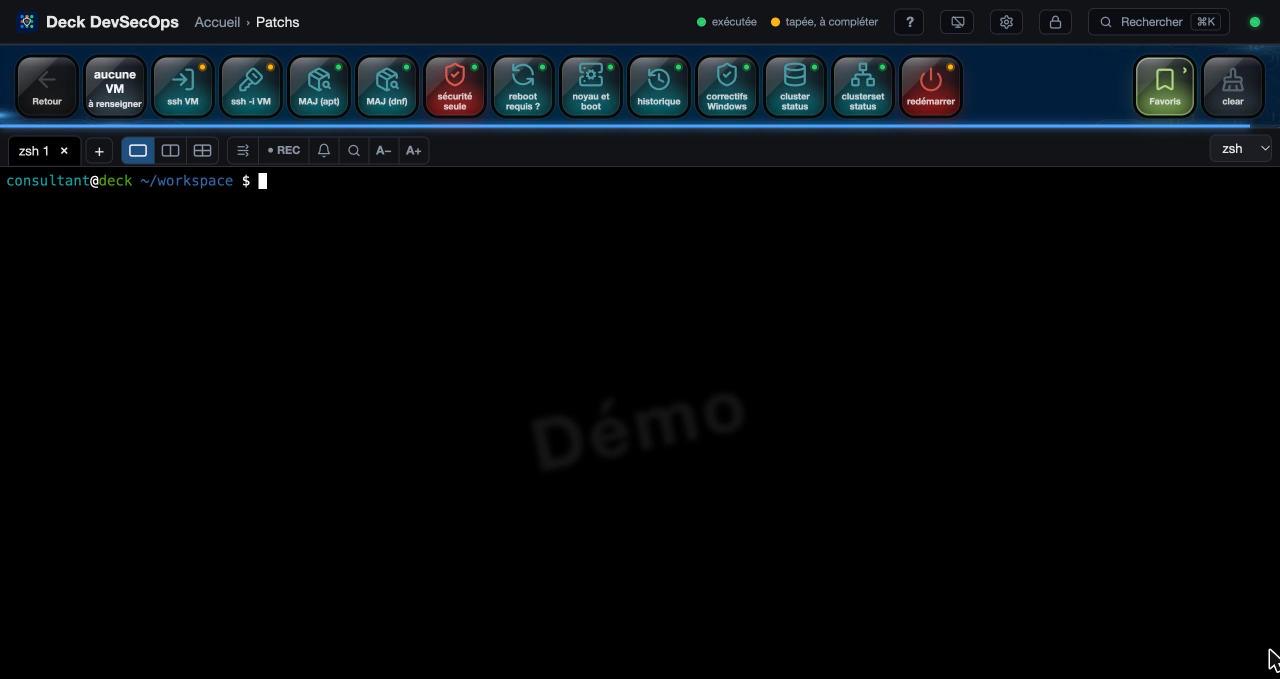 Deck DevSecOps Accueil › Patchs
exécutée tapée, à compléter ? Rechercher ⌘K
Retour
aucune VM à renseigner
ssh VM
ssh -i VM
MAJ (apt)
MAJ (dnf)
sécurité seule
reboot requis ?
noyau et boot
historique
correctifs Windows
cluster status
clusterset status
redémarrer
Favoris ›
clear
zsh 1 × + REC A− A+ zsh
consultant@deck ~/workspace $
Démo